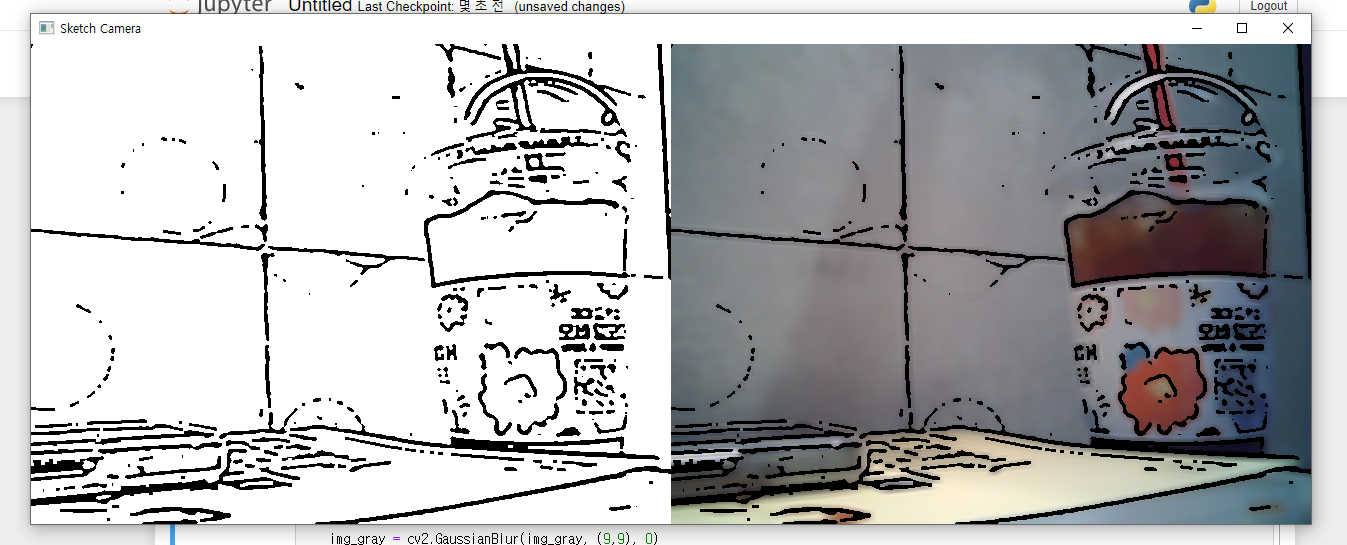 jupyter Untitled Last Checkpoint: 몇 초 전 (unsaved changes)
Logout
Sketch Camera
img_gray = cv2.GaussianBlur(img_gray, (9,9), 0)